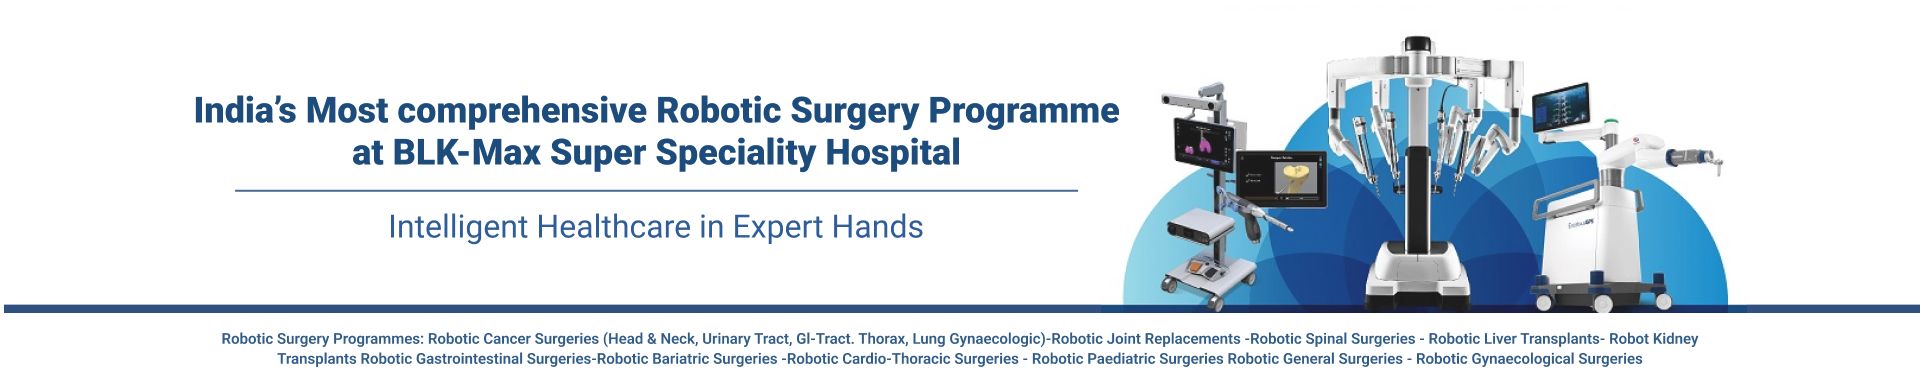 India's Most comprehensive Robotic Surgery Programme
at BLK-Max Super Speciality Hospital
Intelligent Healthcare in Expert Hands
Robotic Surgery Programmes: Robotic Cancer Surgeries (Head & Neck, Urinary Tract, Gl-Tract. Thorax, Lung Gynaecologic)-Robotic Joint Replacements -Robotic Spinal Surgeries - Robotic Liver Transplants- Robot Kidney
Transplants Robotic Gastrointestinal Surgeries-Robotic Bariatric Surgeries -Robotic Cardio-Thoracic Surgeries - Robotic Paediatric Surgeries Robotic General Surgeries - Robotic Gynaecological Surgeries